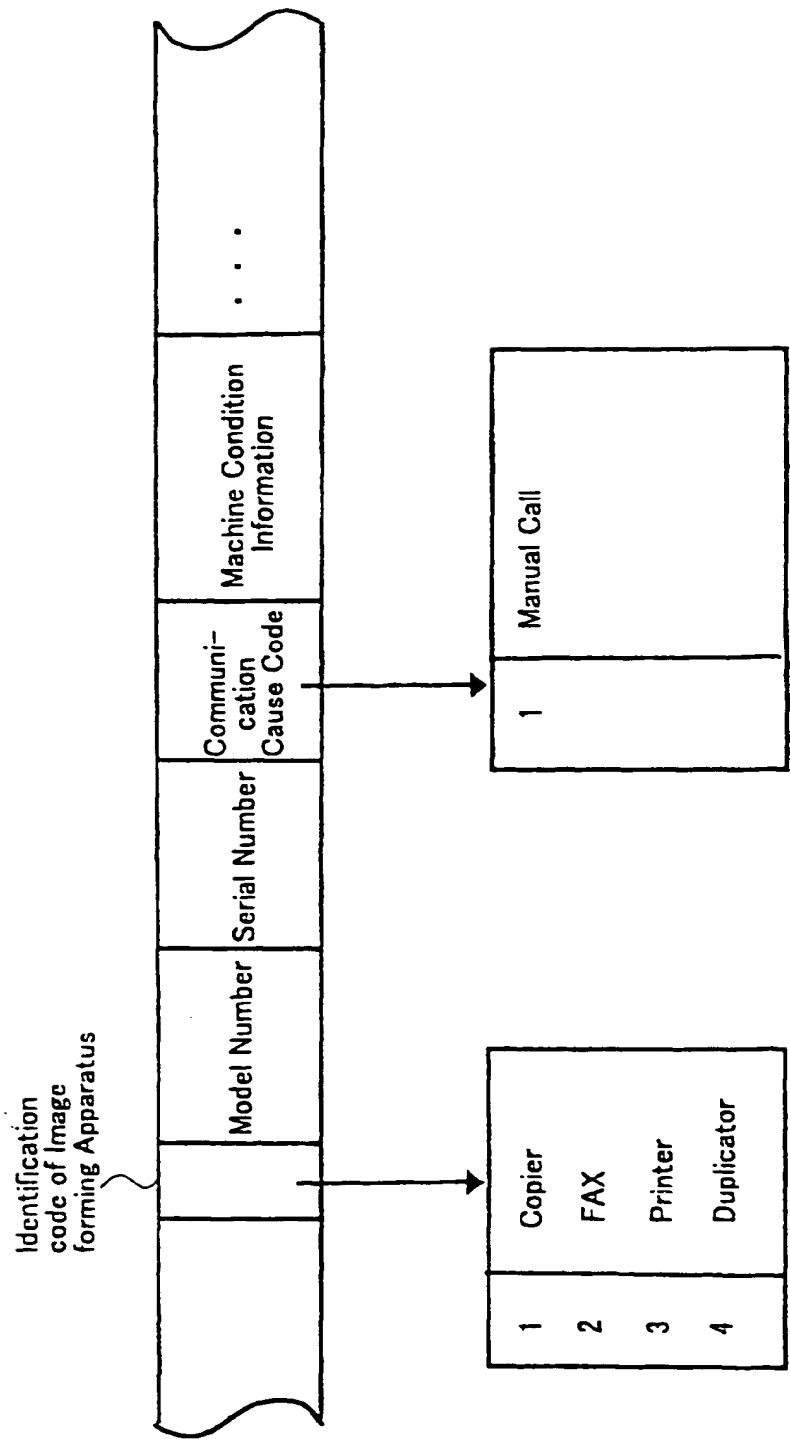 Identification
code of Image
forming Apparatus
Model Number
Serial Number
Communi-
cation
Cause Code
Machine Condition
Information
. . .
1 Copier
2 FAX
3 Printer
4 Duplicator
1 Manual Call